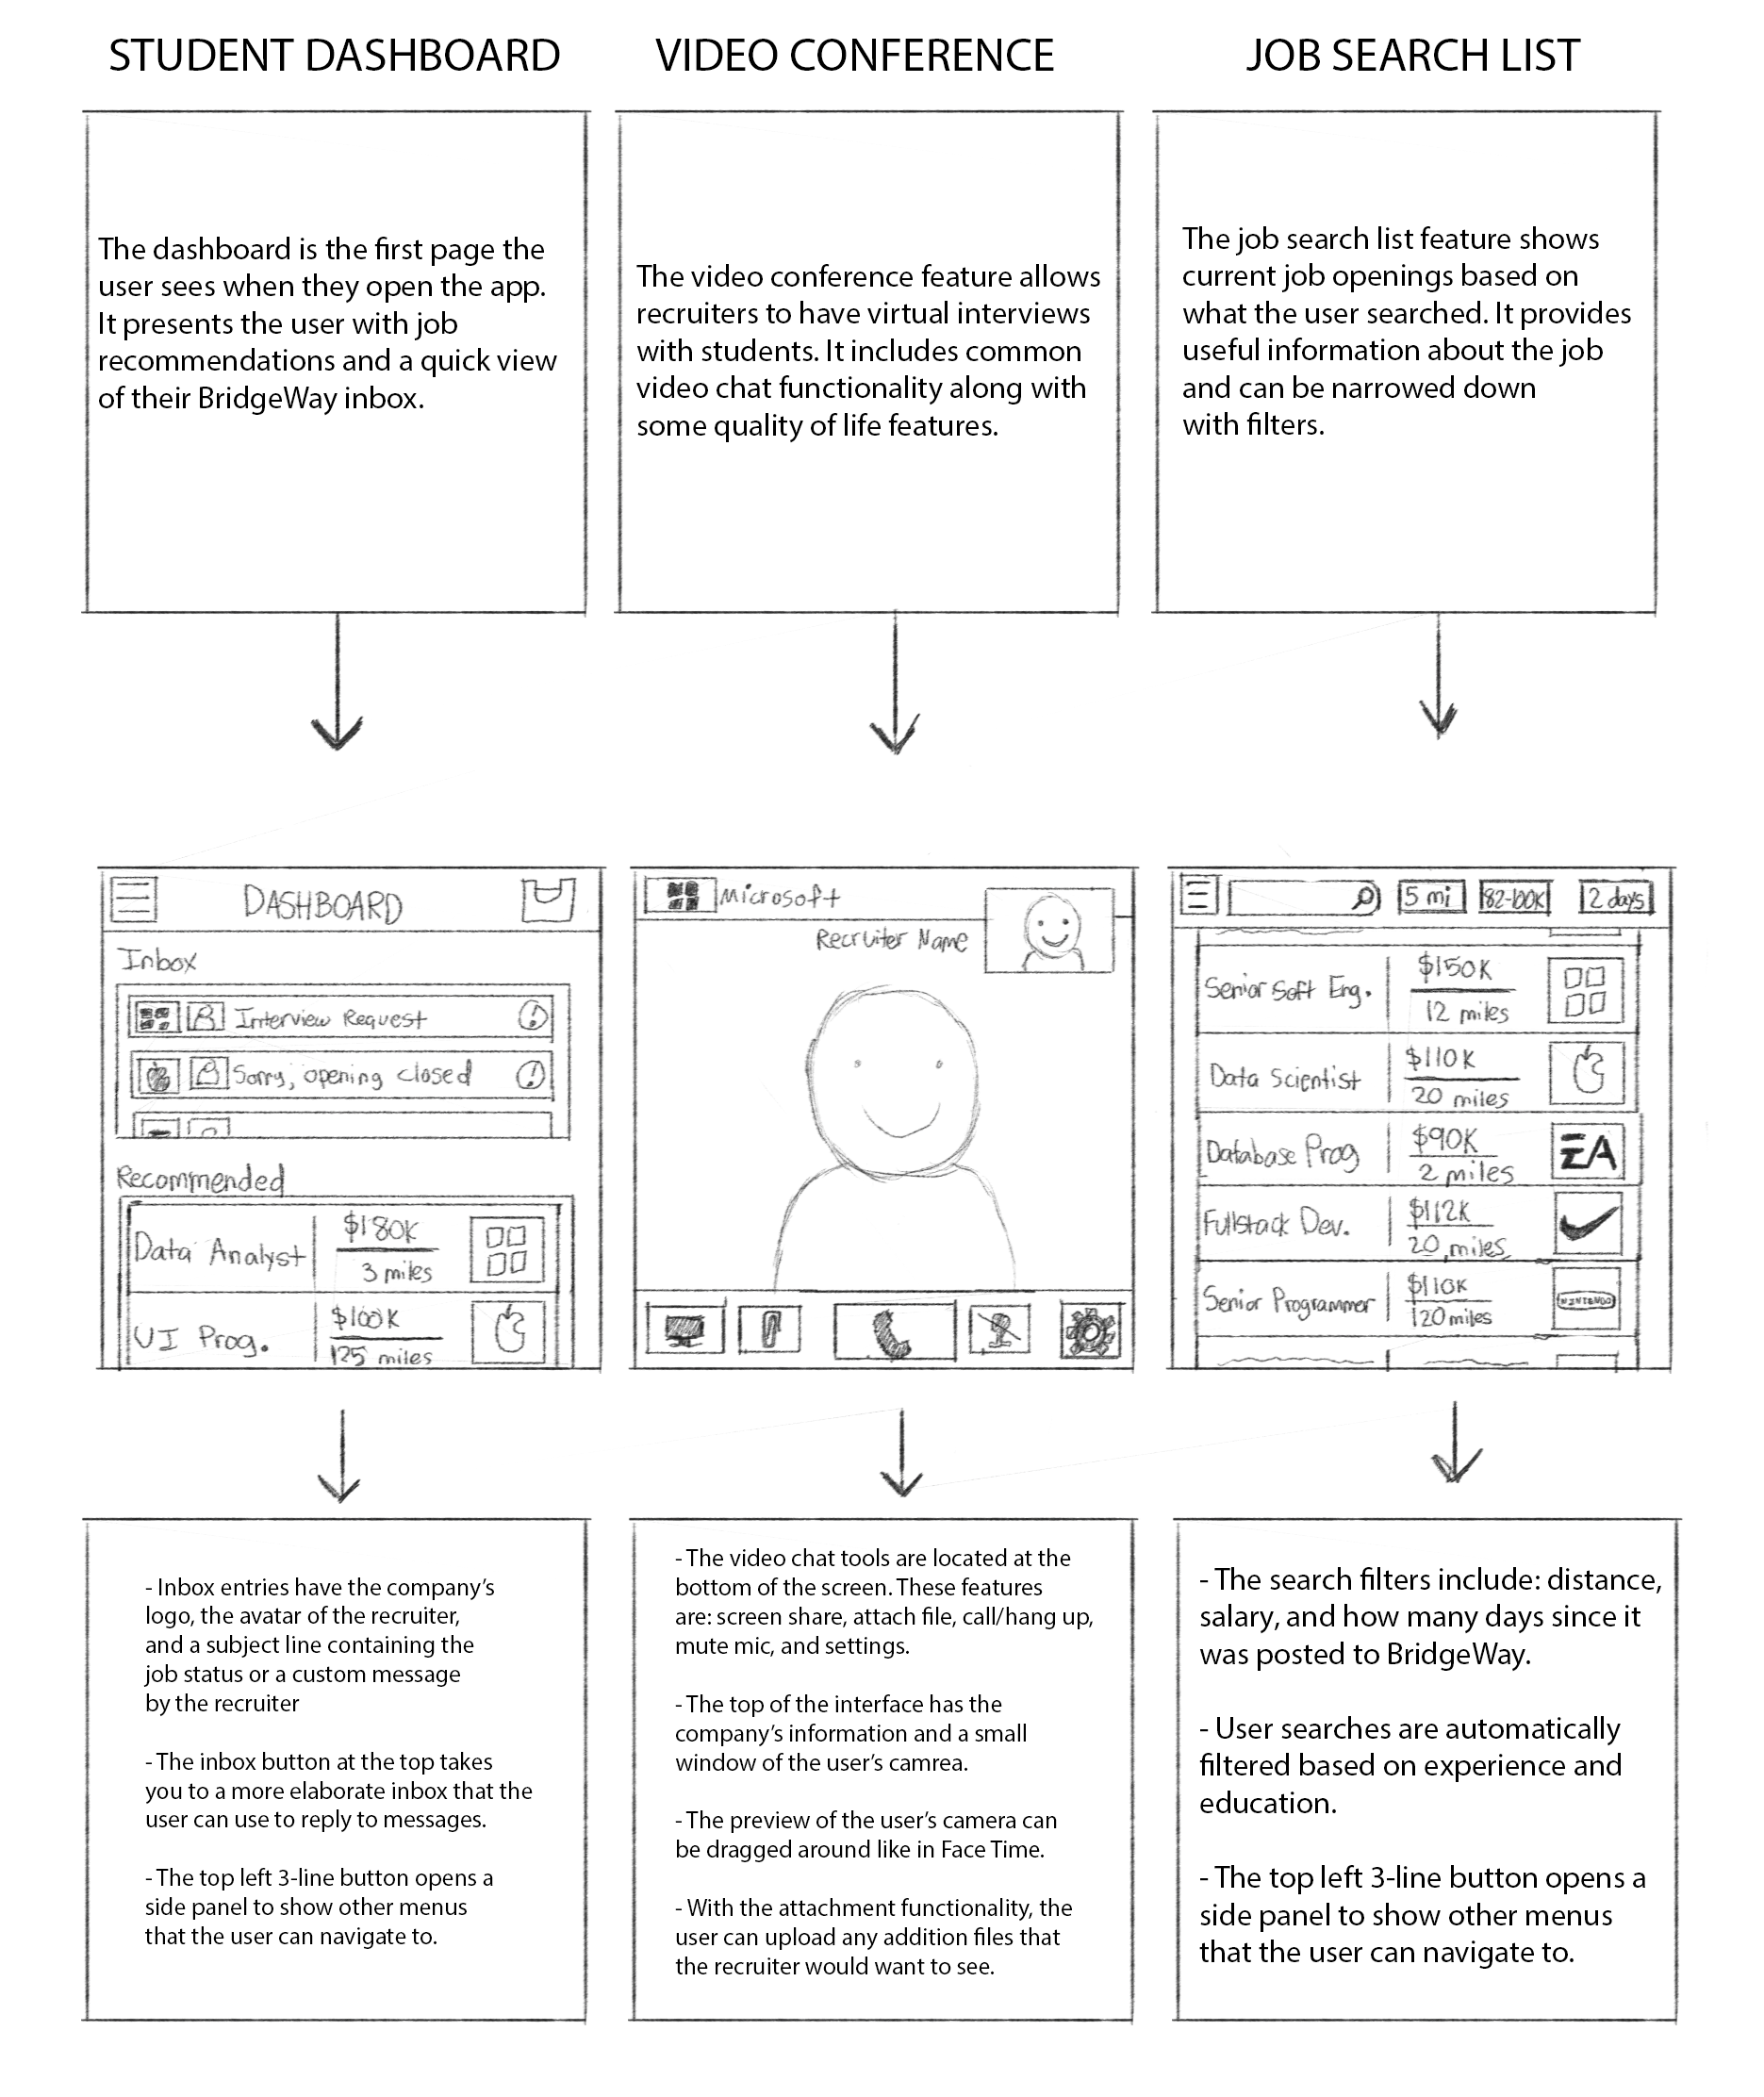 STUDENT DASHBOARD
VIDEO CONFERENCE
JOB SEARCH LIST
The dashboard is the first page the
user sees when they open the app.
It presents the user with job
recommendations and a quick view
of their BridgeWay inbox.
The video conference feature allows
recruiters to have virtual interviews
with students. It includes common
video chat functionality along with
some quality of life features.
The job search list feature shows
current job openings based on
what the user searched. It provides
useful information about the job
and can be narrowed down
with filters.
DASHBOARD
Inbox
Interview Request
Sorry, opening closed
Recommended
Data Analyst
$180K
3 miles
UI Prog.
$100K
125 miles
Microsoft
Recruiter Name
5 mi
82-100K
2 days
Senior Soft Eng.
$150K
12 miles
Data Scientist
$110K
20 miles
Database Prog
$90K
2 miles
EA
Fullstack Dev.
$112K
20 miles
Senior Programmer
$110K
120 miles
NINTENDO
- Inbox entries have the company's
logo, the avatar of the recruiter,
and a subject line containing the
job status or a custom message
by the recruiter
- The inbox button at the top takes
you to a more elaborate inbox that the
user can use to reply to messages.
- The top left 3-line button opens a
side panel to show other menus
that the user can navigate to.
- The video chat tools are located at the
bottom of the screen. These features
are: screen share, attach file, call/hang up,
mute mic, and settings.
- The top of the interface has the
company's information and a small
window of the user's camrea.
- The preview of the user's camera can
be dragged around like in Face Time.
- With the attachment functionality, the
user can upload any addition files that
the recruiter would want to see.
- The search filters include: distance,
salary, and how many days since it
was posted to BridgeWay.
- User searches are automatically
filtered based on experience and
education.
- The top left 3-line button opens a
side panel to show other menus
that the user can navigate to.